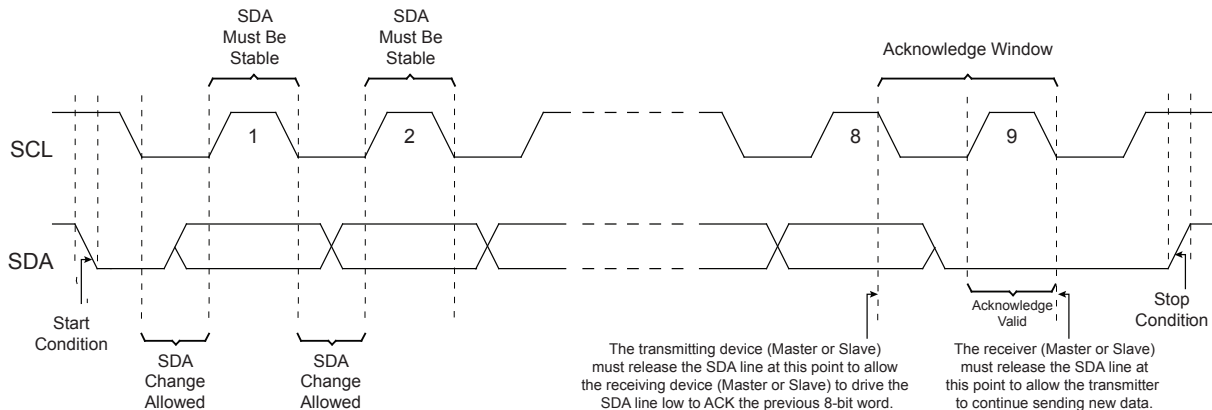 SDA
Must Be
Stable
SDA
Must Be
Stable
Acknowledge Window
SCL
1
2
8
9
SDA
Start
Condition
SDA
Change
Allowed
SDA
Change
Allowed
The transmitting device (Master or Slave)
must release the SDA line at this point to allow
the receiving device (Master or Slave) to drive the
SDA line low to ACK the previous 8-bit word.
Acknowledge
Valid
The receiver (Master or Slave)
must release the SDA line at
this point to allow the transmitter
to continue sending new data.
Stop
Condition